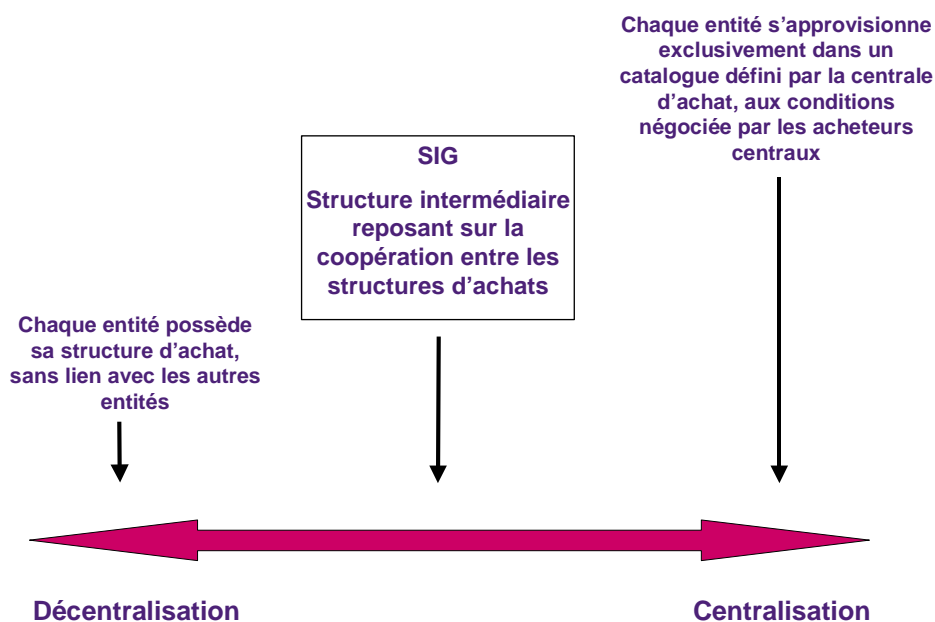 Chaque entité s'approvisionne
exclusivement dans un
catalogue défini par la centrale
d'achat, aux conditions
négociée par les acheteurs
centraux
SIG
Structure intermédiaire
reposant sur la
coopération entre les
structures d'achats
Chaque entité possède
sa structure d'achat,
sans lien avec les autres
entités
Décentralisation
Centralisation